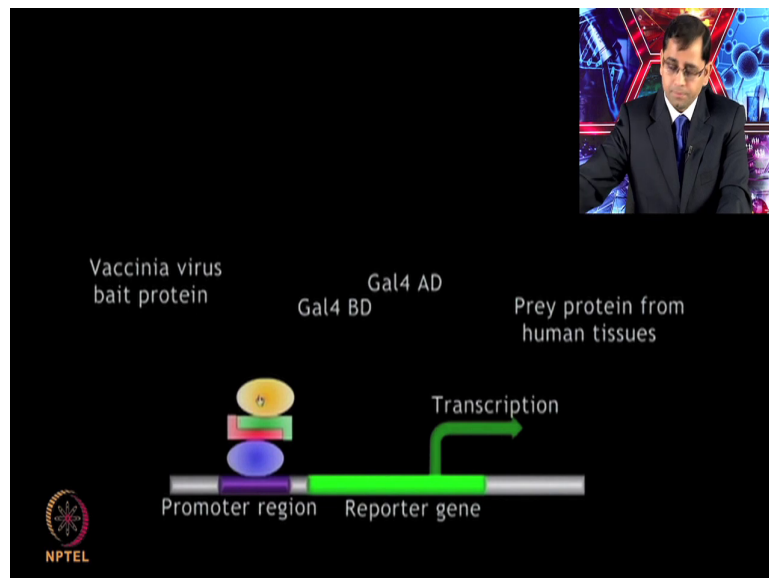 Vaccinia virus
bait protein
Gal4 BD
Gal4 AD
Prey protein from
human tissues
Transcription
Promoter region
Reporter gene
NPTEL